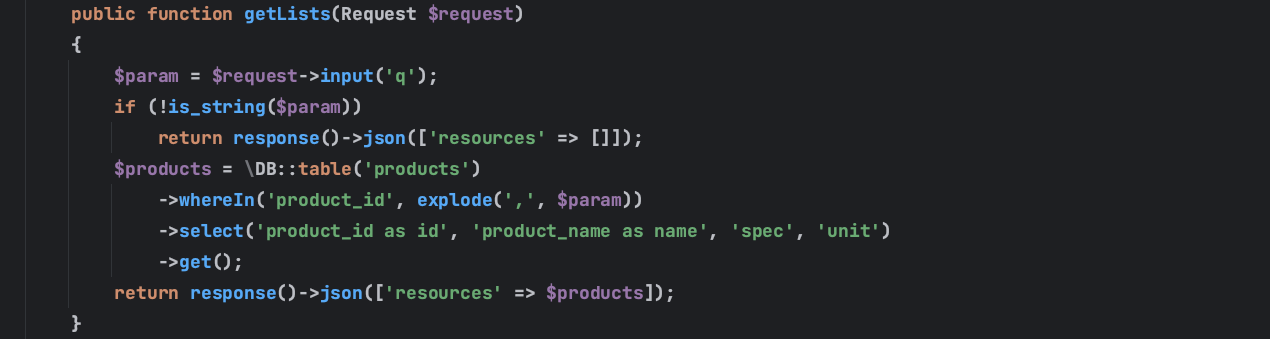 public function getLists(Request $request)
{
$param = $request->input('q');
if (!is_string($param))
return response()->json(['resources' => []]);
$products = \DB::table('products')
->whereIn('product_id', explode(',', $param))
->select('product_id as id', 'product_name as name', 'spec', 'unit')
->get();
return response()->json(['resources' => $products]);
}